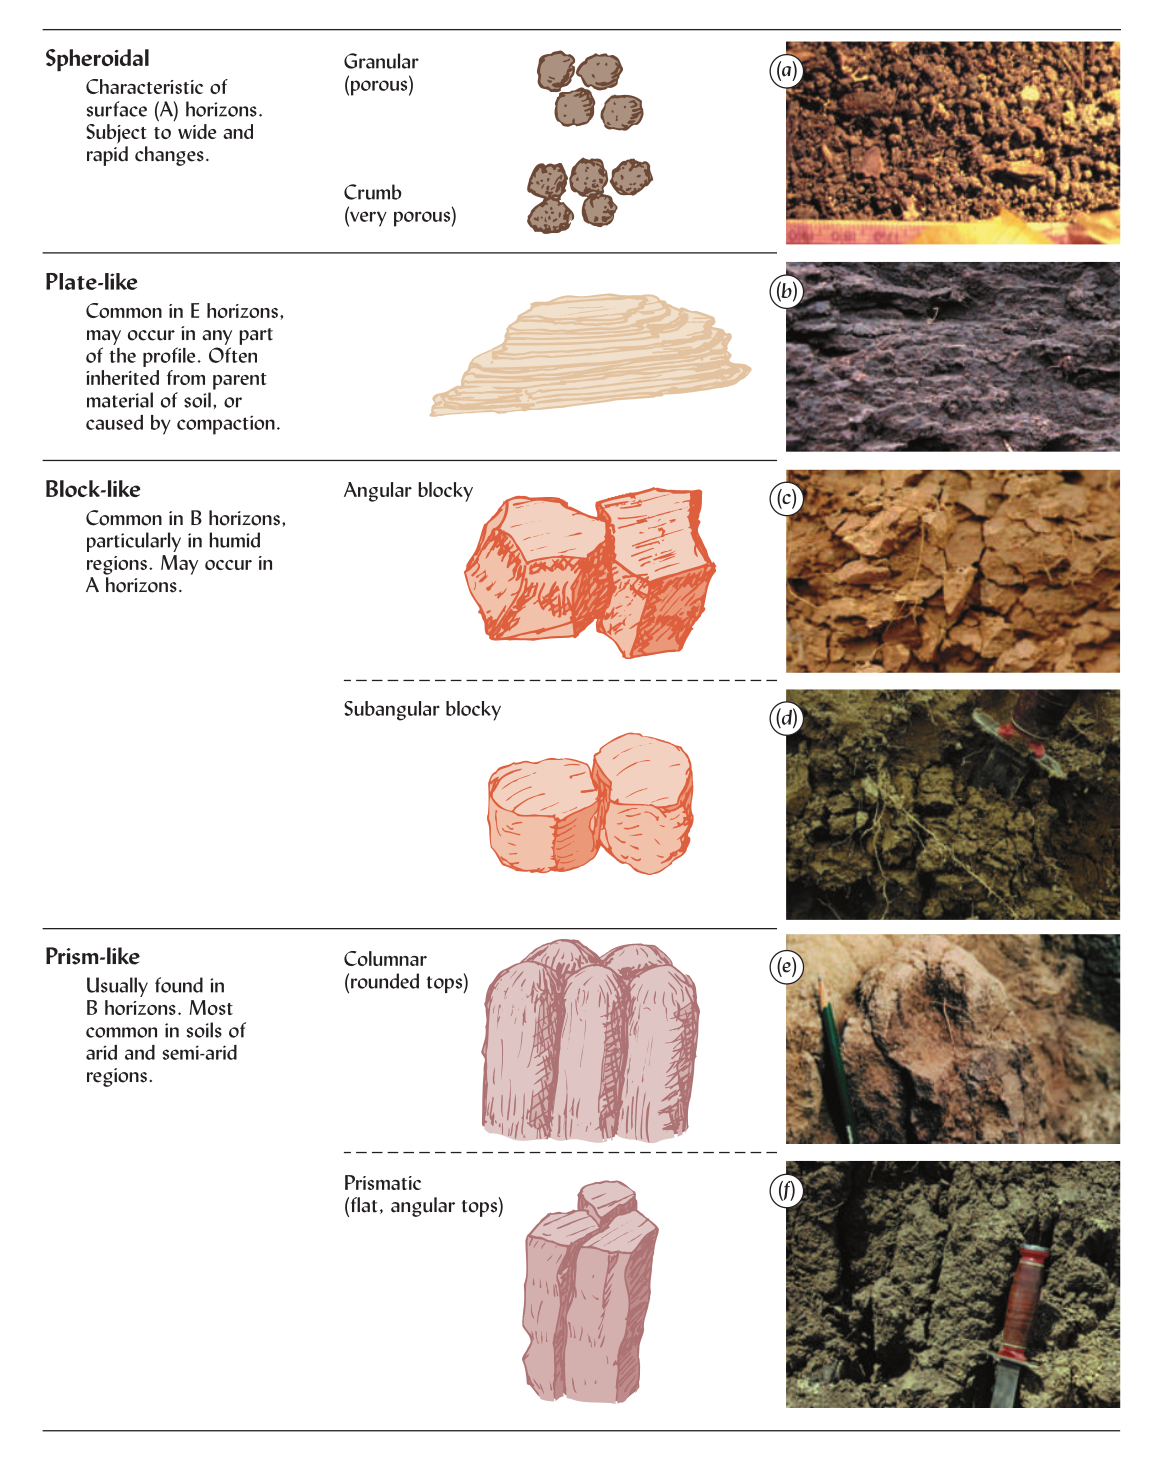 Spheroidal
Characteristic of
surface (A) horizons.
Subject to wide and
rapid changes.
Granular
(porous)
Crumb
(very porous)
(a)
Plate-like
Common in E horizons,
may occur in any part
of the profile. Often
inherited from parent
material of soil, or
caused by compaction.
(b)
Block-like
Common in B horizons,
particularly in humid
regions. May occur in
A horizons.
Angular blocky
(c)
Subangular blocky
(d)
Prism-like
Usually found in
B horizons. Most
common in soils of
arid and semi-arid
regions.
Columnar
(rounded tops)
(e)
Prismatic
(flat, angular tops)
(f)